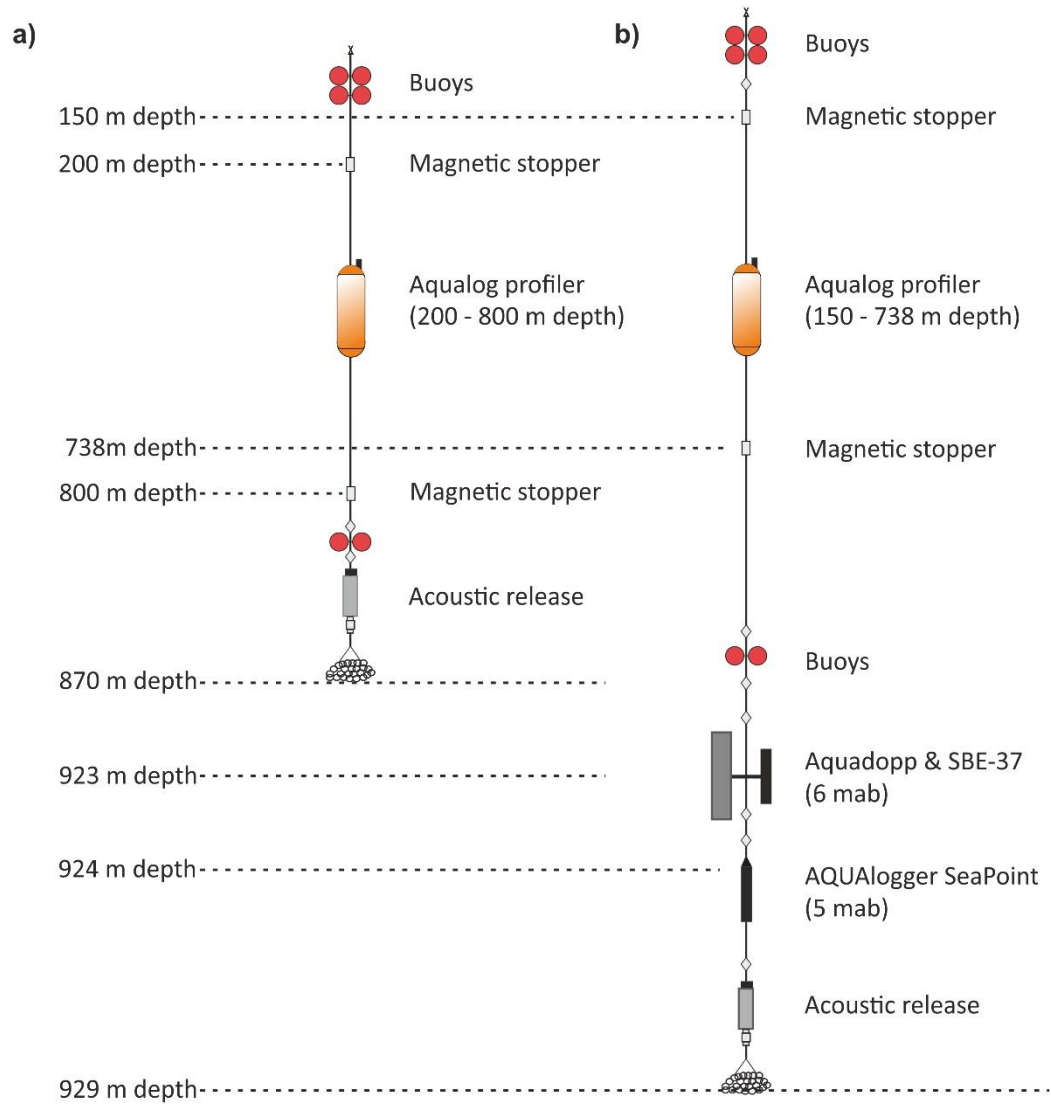 a)
b)
Buoys
Buoys
150 m depth
Magnetic stopper
200 m depth
Magnetic stopper
Aqualog profiler
(200 - 800 m depth)
Aqualog profiler
(150 - 738 m depth)
738m depth
Magnetic stopper
800 m depth
Magnetic stopper
Acoustic release
Buoys
870 m depth
923 m depth
Aquadopp & SBE-37
(6 mab)
924 m depth
AQUAlogger SeaPoint
(5 mab)
Acoustic release
929 m depth